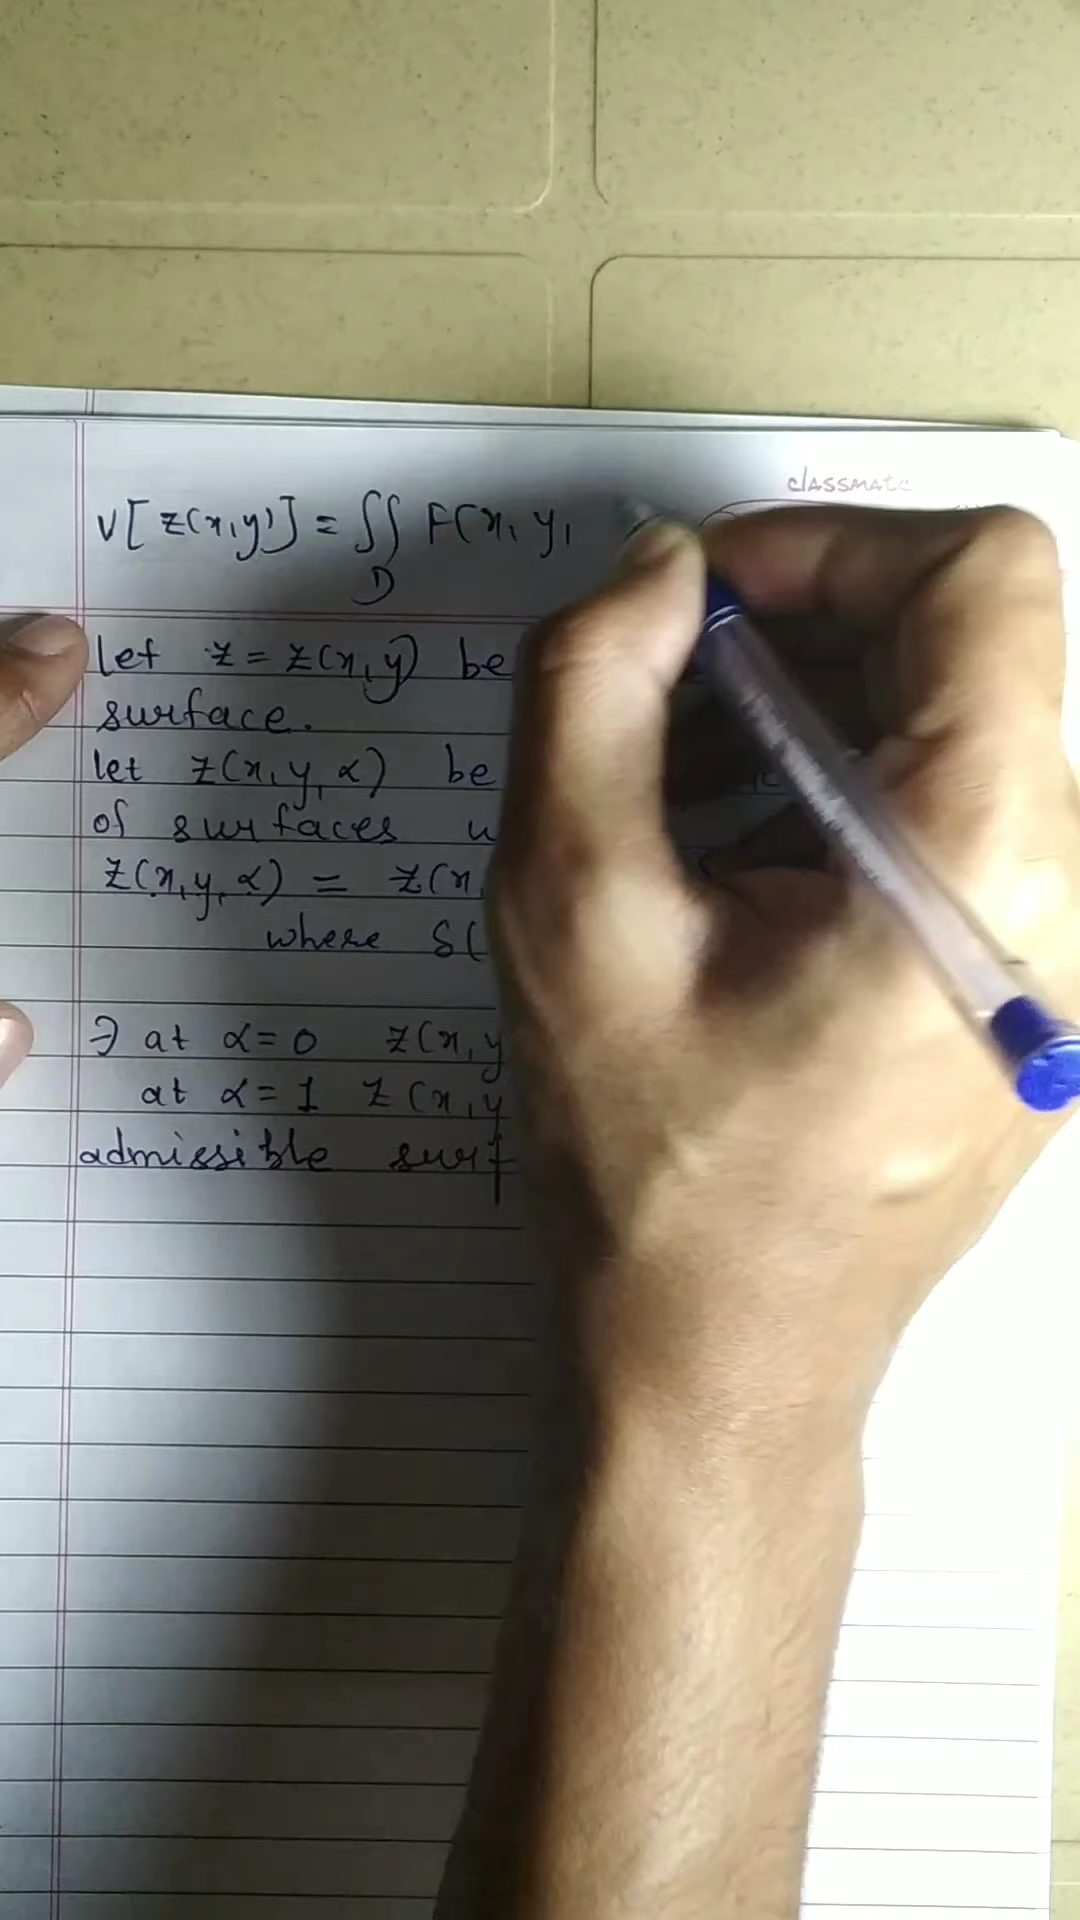 classmate
V[z(x,y)] = ∬ F(x, y,
D
let z = z(x,y) be
surface.
let z(x,y,α) be
of surfaces
z(x,y,α) = z(x,
where δ(
∋ at α=0 z(x,y
at α=1 z(x,y
admissible surf